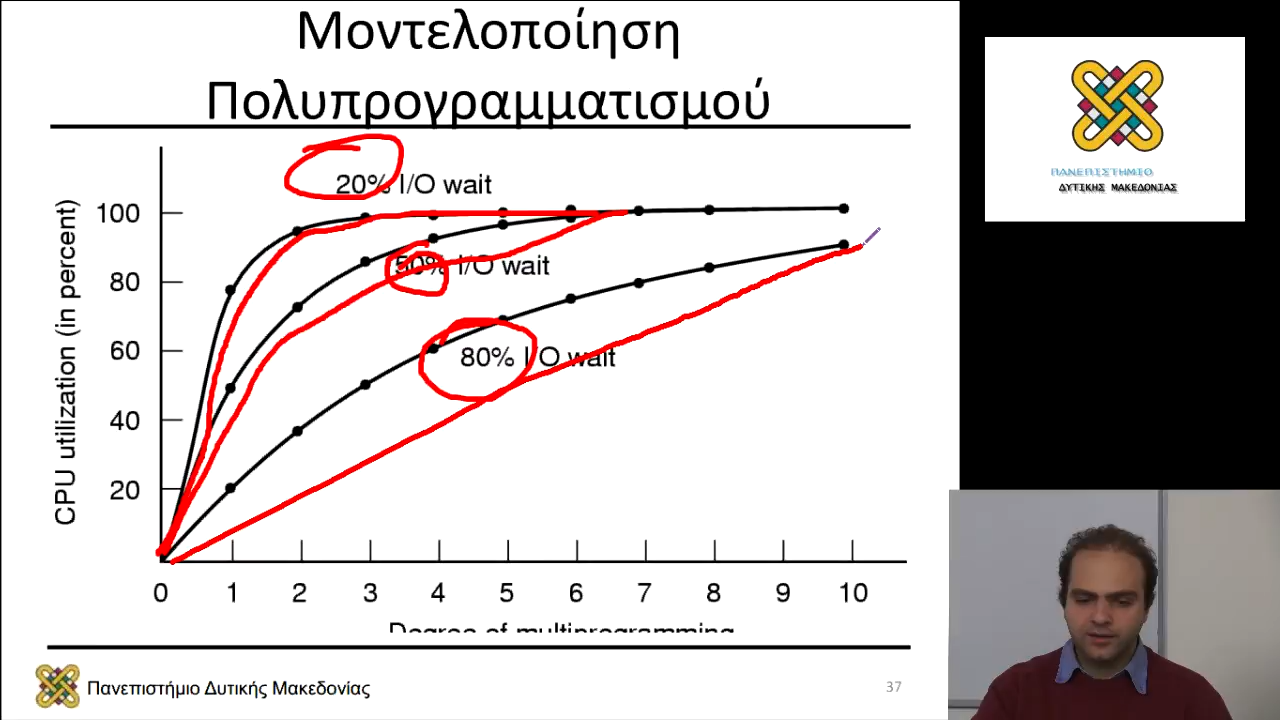 Μοντελοποίηση
Πολυπρογραμματισμού
20% I/O wait
50% I/O wait
80% I/O wait
CPU utilization (in percent)
100
80
60
40
20
0 1 2 3 4 5 6 7 8 9 10
Degree of multiprogramming
Πανεπιστήμιο Δυτικής Μακεδονίας
37
ΠΑΝΕΠΙΣΤΗΜΙΟ
ΔΥΤΙΚΗΣ ΜΑΚΕΔΟΝΙΑΣ